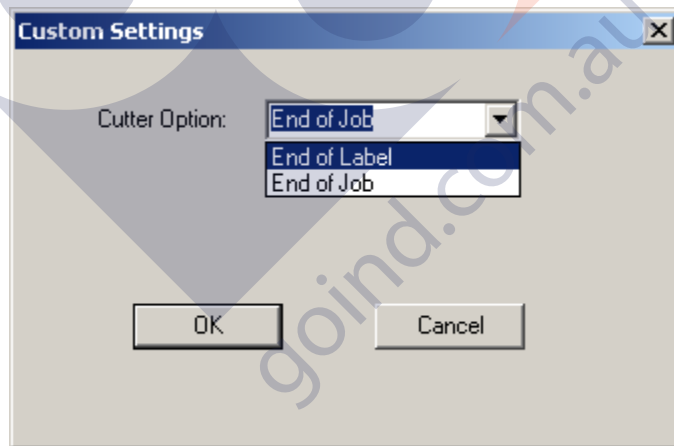 Custom Settings
Cutter Option:
End of Job
End of Label
End of Job
OK
Cancel
goind.com.au